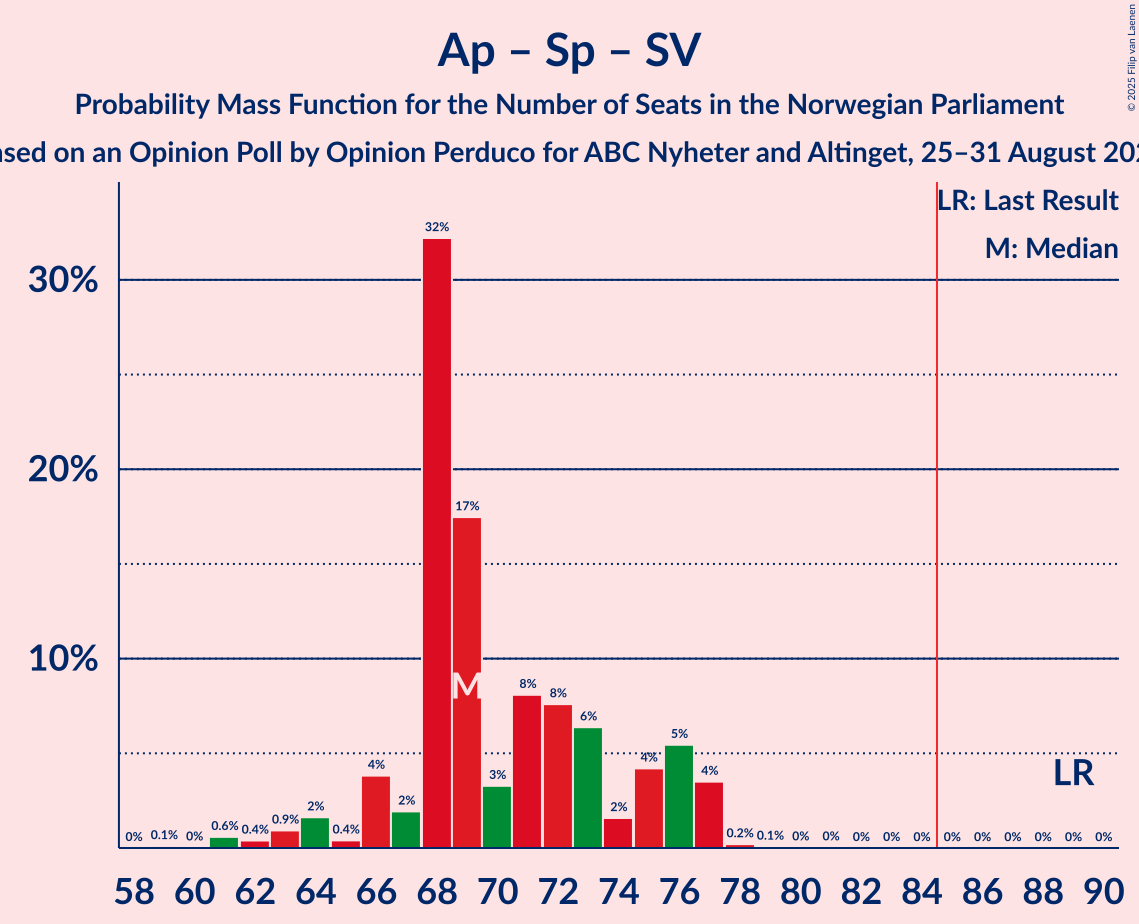 Ap – Sp – SV
Probability Mass Function for the Number of Seats in the Norwegian Parliament
on an Opinion Poll by Opinion Perduco for ABC Nyheter and Altinget, 25–31 August
© 2025 Filip van Laenen
LR: Last Result
M: Median
30%
20%
10%
0% 0.1% 0% 0.6% 0.4% 0.9% 2% 0.4% 4% 2% 32% 17% 3% 8% 8% 6% 2% 4% 5% 4% 0.2% 0.1% 0% 0% 0% 0% 0% 0% 0% 0% 0% 0% 0%
M
LR
58 60 62 64 66 68 70 72 74 76 78 80 82 84 86 88 90